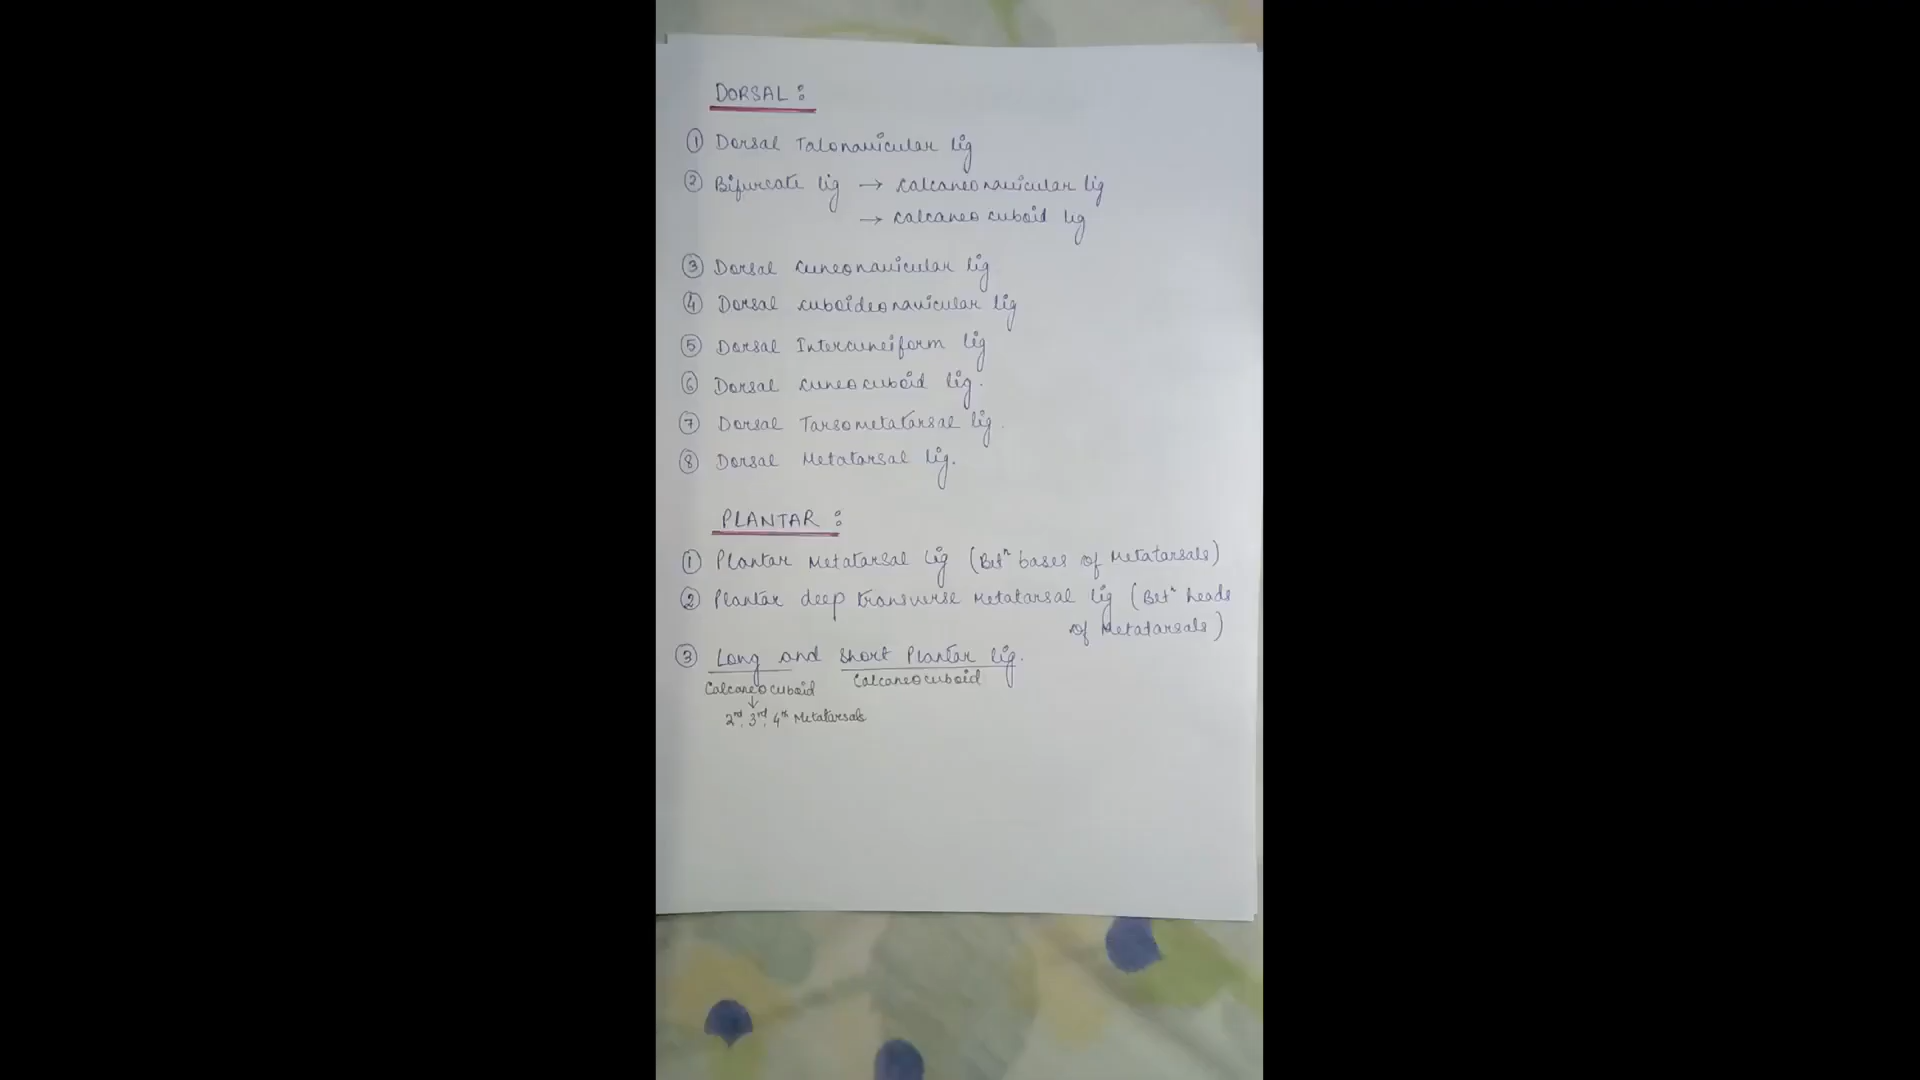 DORSAL :
① Dorsal Talonavicular lig
② Bifurcate lig → calcaneonavicular lig
→ calcaneocuboid lig
③ Dorsal cuneonavicular lig
④ Dorsal cuboideonavicular lig
⑤ Dorsal Intercuneiform lig
⑥ Dorsal cuneocuboid lig.
⑦ Dorsal Tarsometatarsal lig.
⑧ Dorsal Metatarsal lig.
PLANTAR :
① Plantar Metatarsal lig (Betⁿ bases of Metatarsals)
② Plantar deep transverse Metatarsal lig (Betⁿ heads
of Metatarsals)
③ Long and Short Plantar lig.
Calcaneocuboid Calcaneocuboid
↓
2nd, 3rd, 4th Metatarsals